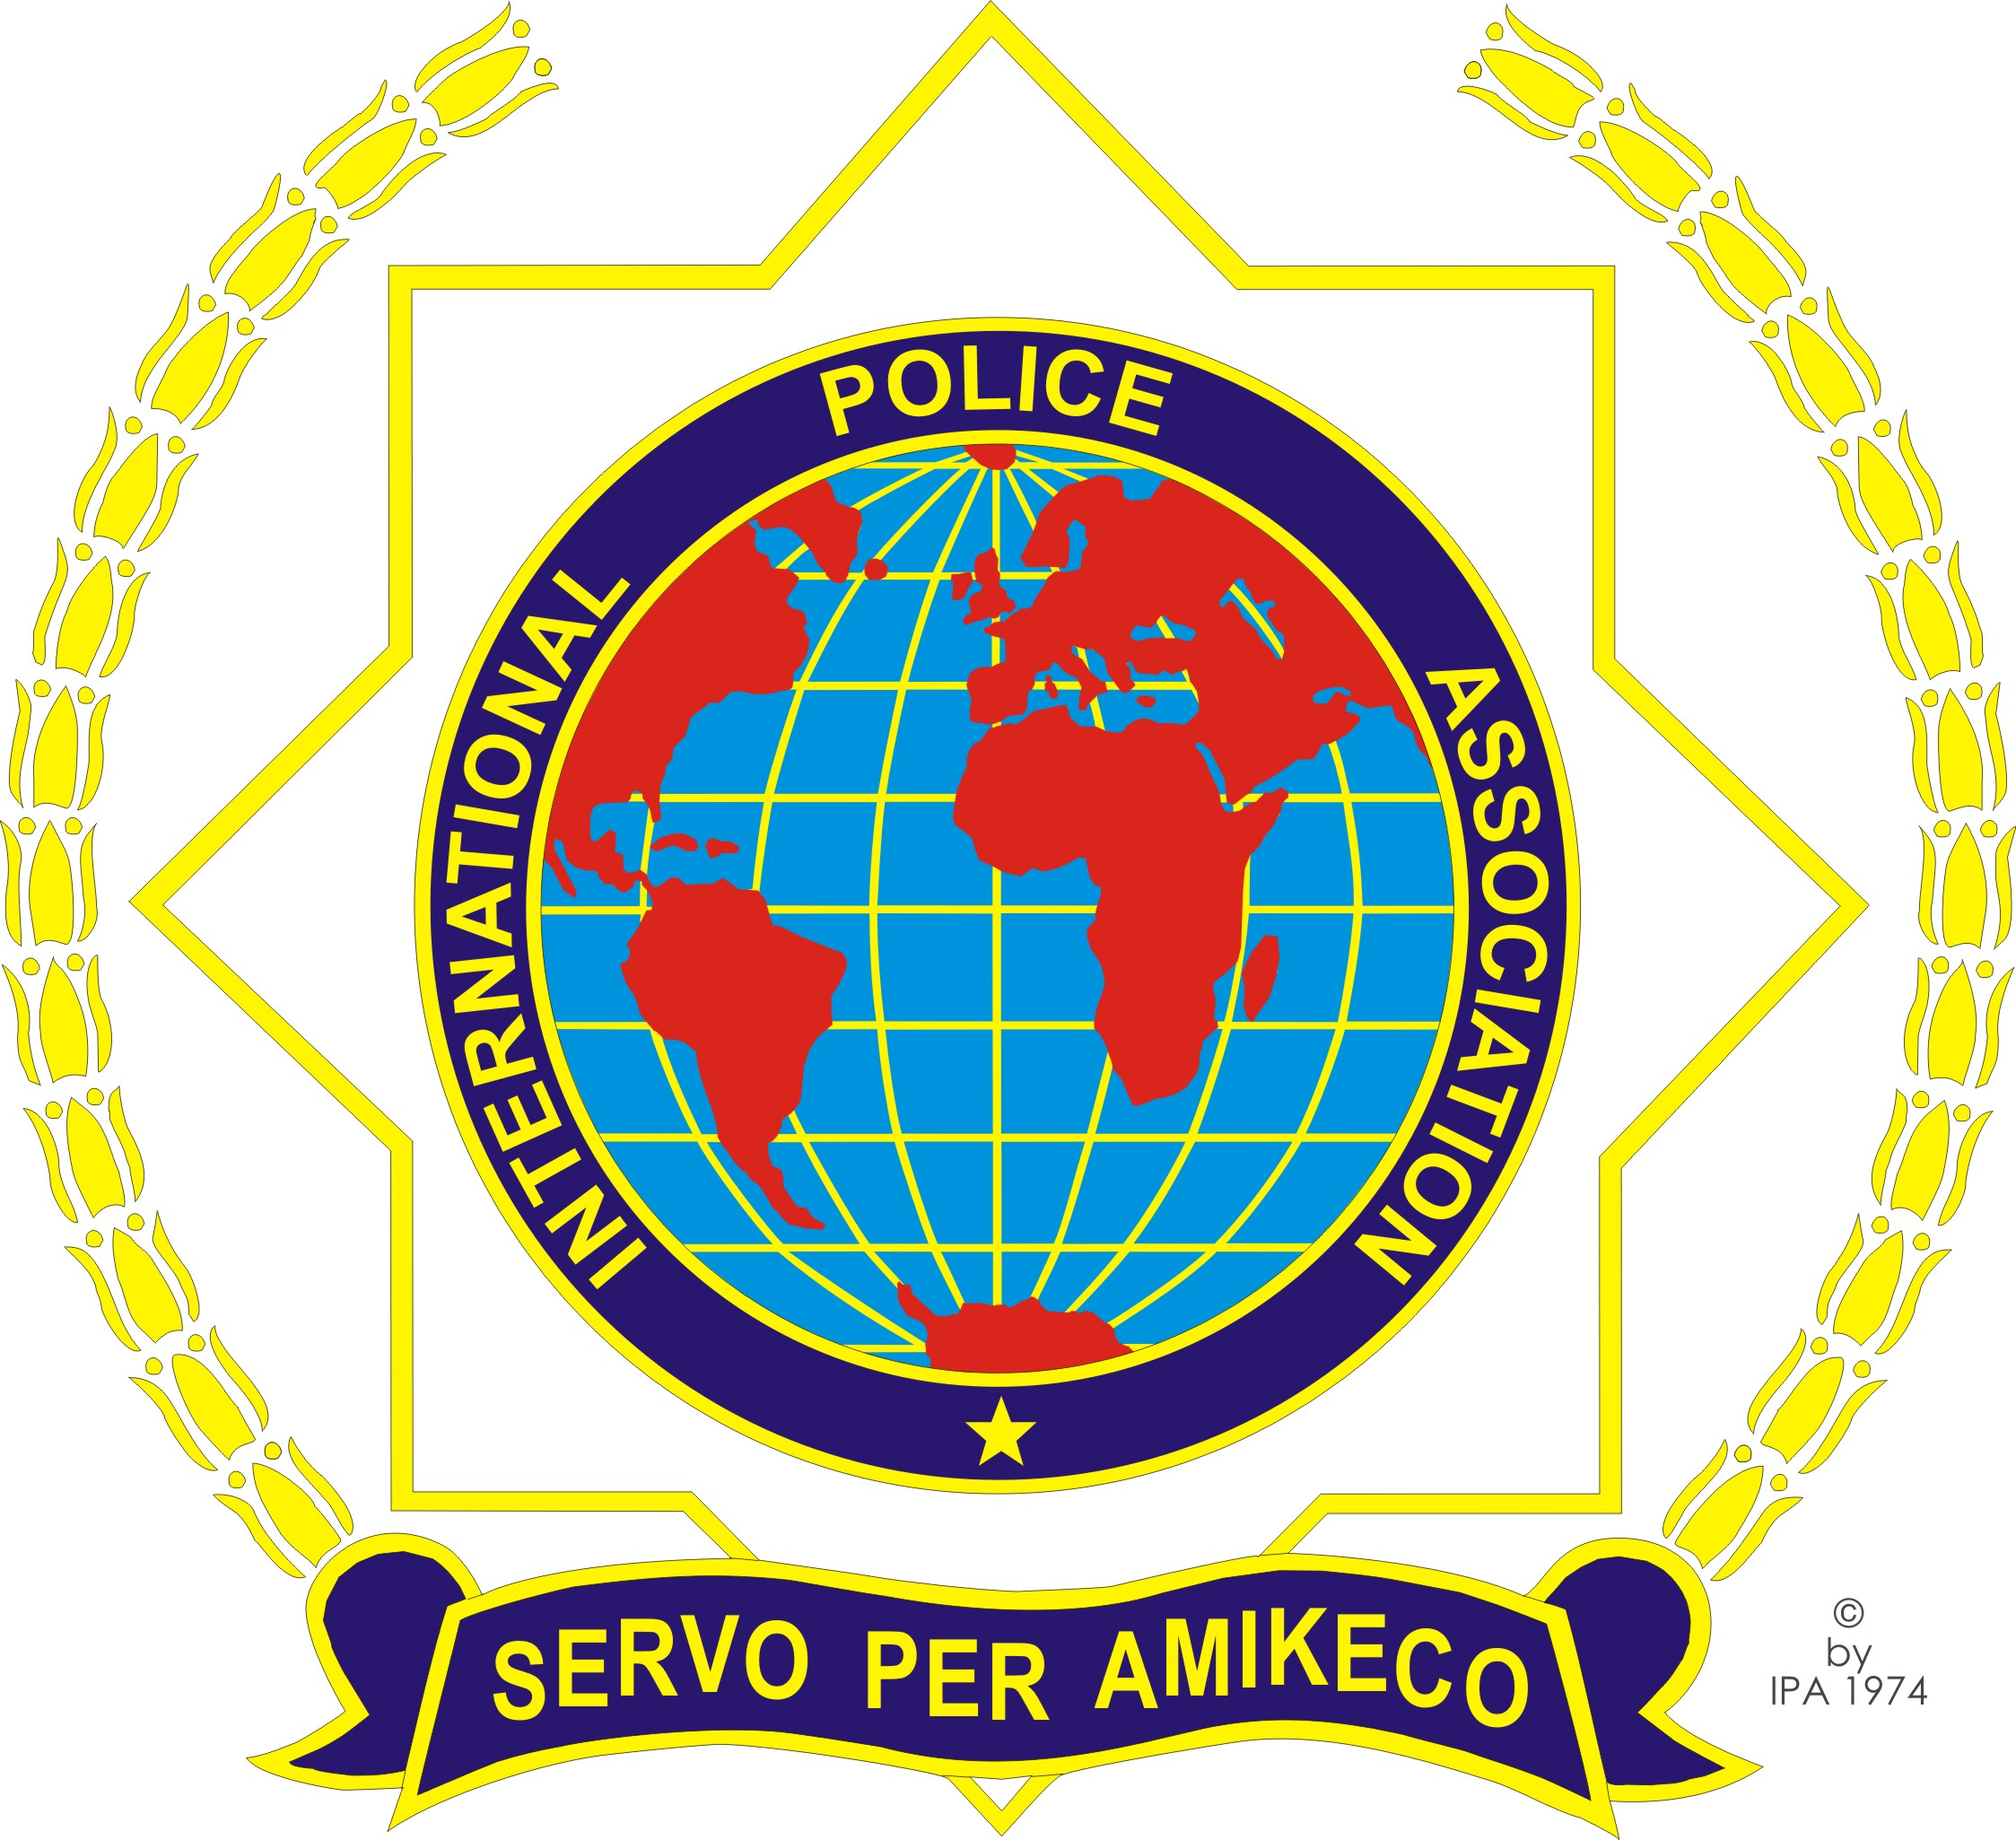 INTERNATIONAL POLICE ASSOCIATION
SERVO PER AMIKECO
©
by
IPA 1974